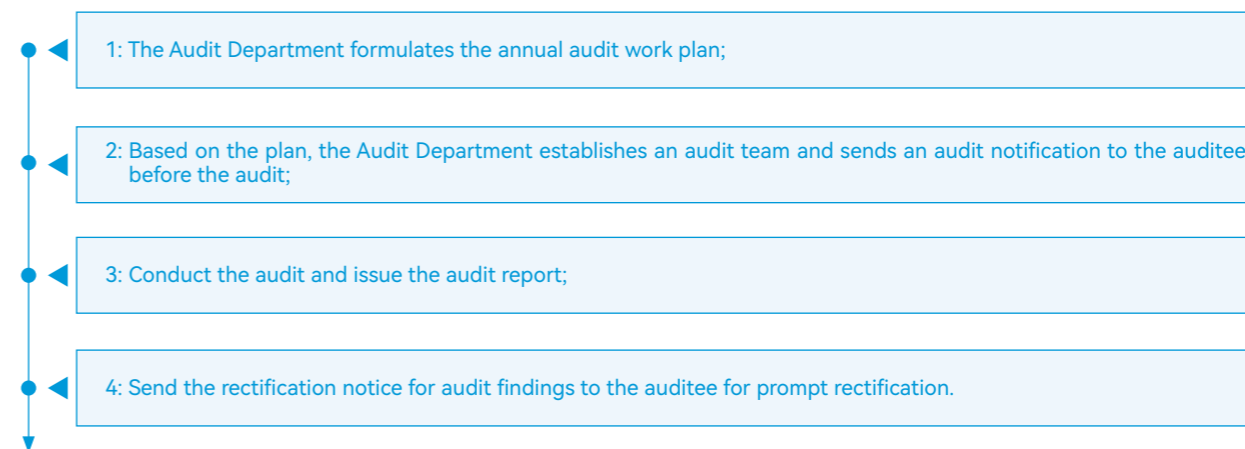 1: The Audit Department formulates the annual audit work plan;
2: Based on the plan, the Audit Department establishes an audit team and sends an audit notification to the auditee
before the audit;
3: Conduct the audit and issue the audit report;
4: Send the rectification notice for audit findings to the auditee for prompt rectification.